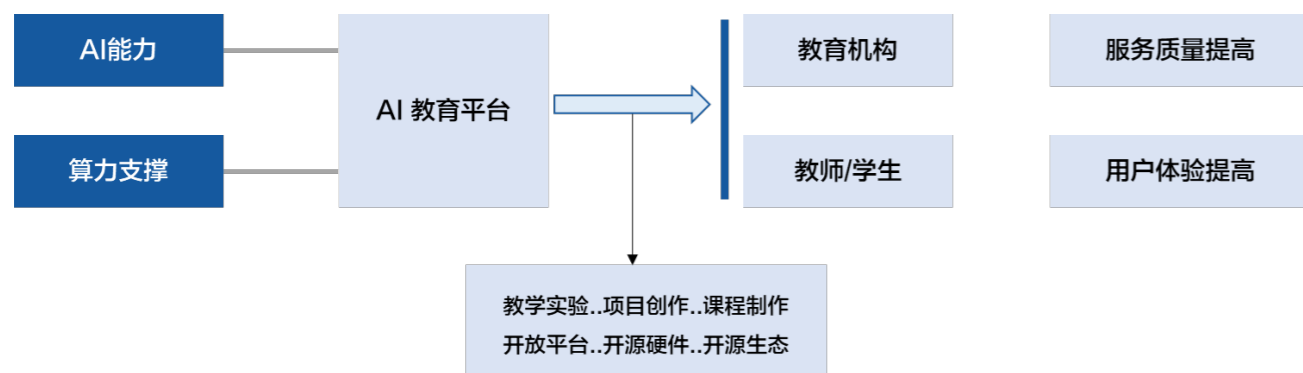 AI能力
算力支撑
AI 教育平台
教育机构
服务质量提高
教师/学生
用户体验提高
教学实验..项目创作..课程制作
开放平台..开源硬件..开源生态